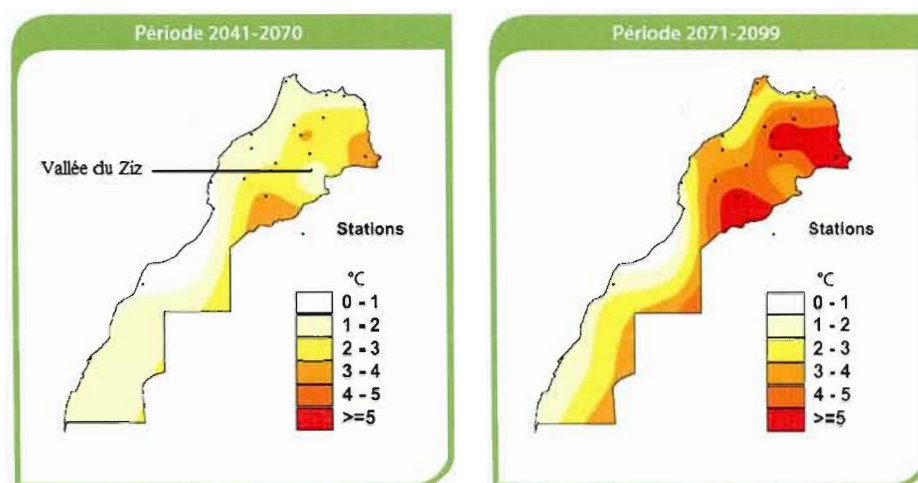 Période 2041-2070
Vallée du Ziz
Stations
°C
0 - 1
1 - 2
2 - 3
3 - 4
4 - 5
>=5
Période 2071-2099
Stations
°C
0 - 1
1 - 2
2 - 3
3 - 4
4 - 5
>=5